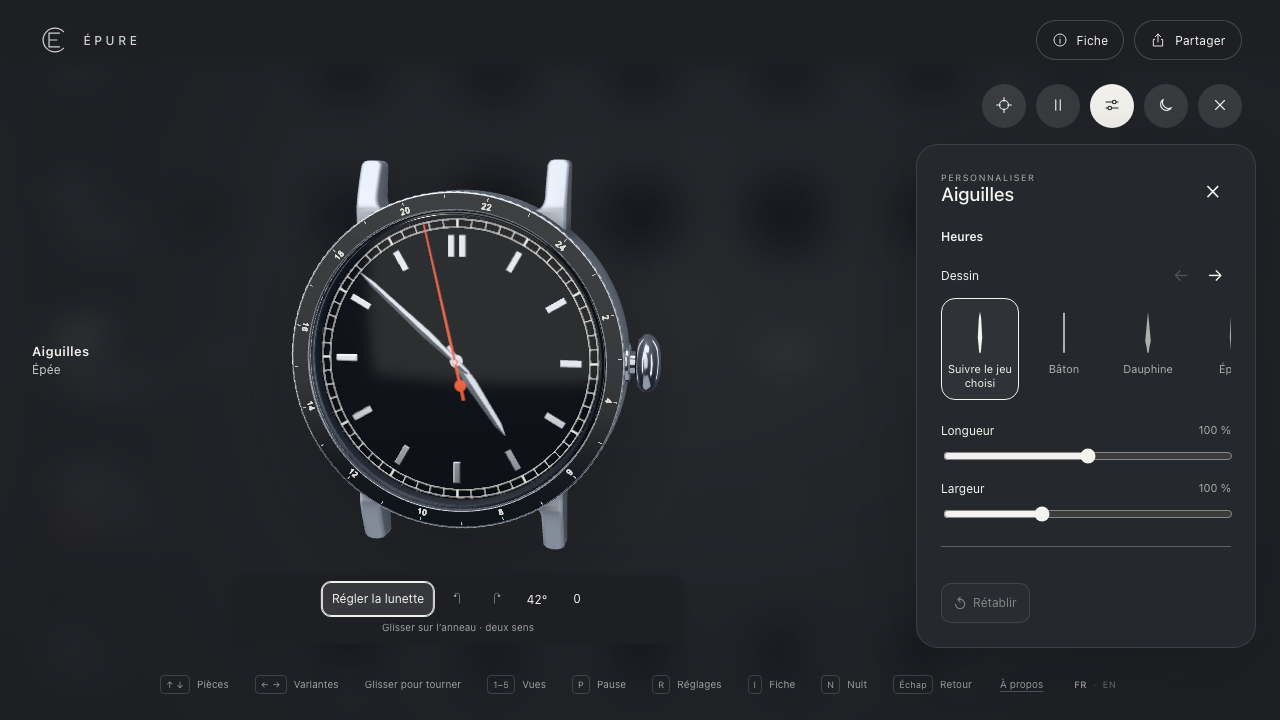 ÉPURE
Fiche
Partager
PERSONNALISER
Aiguilles
Heures
Dessin
Suivre le jeu
choisi
Bâton
Dauphine
Ép
Longueur
100 %
Largeur
100 %
Rétablir
Aiguilles
Épée
20
22
24
2
4
6
8
10
12
14
16
18
Régler la lunette
42°
0
Glisser sur l'anneau · deux sens
↑ ↓ Pièces
← → Variantes
Glisser pour tourner
1–5 Vues
P Pause
R Réglages
I Fiche
N Nuit
Échap Retour
À propos
FR · EN